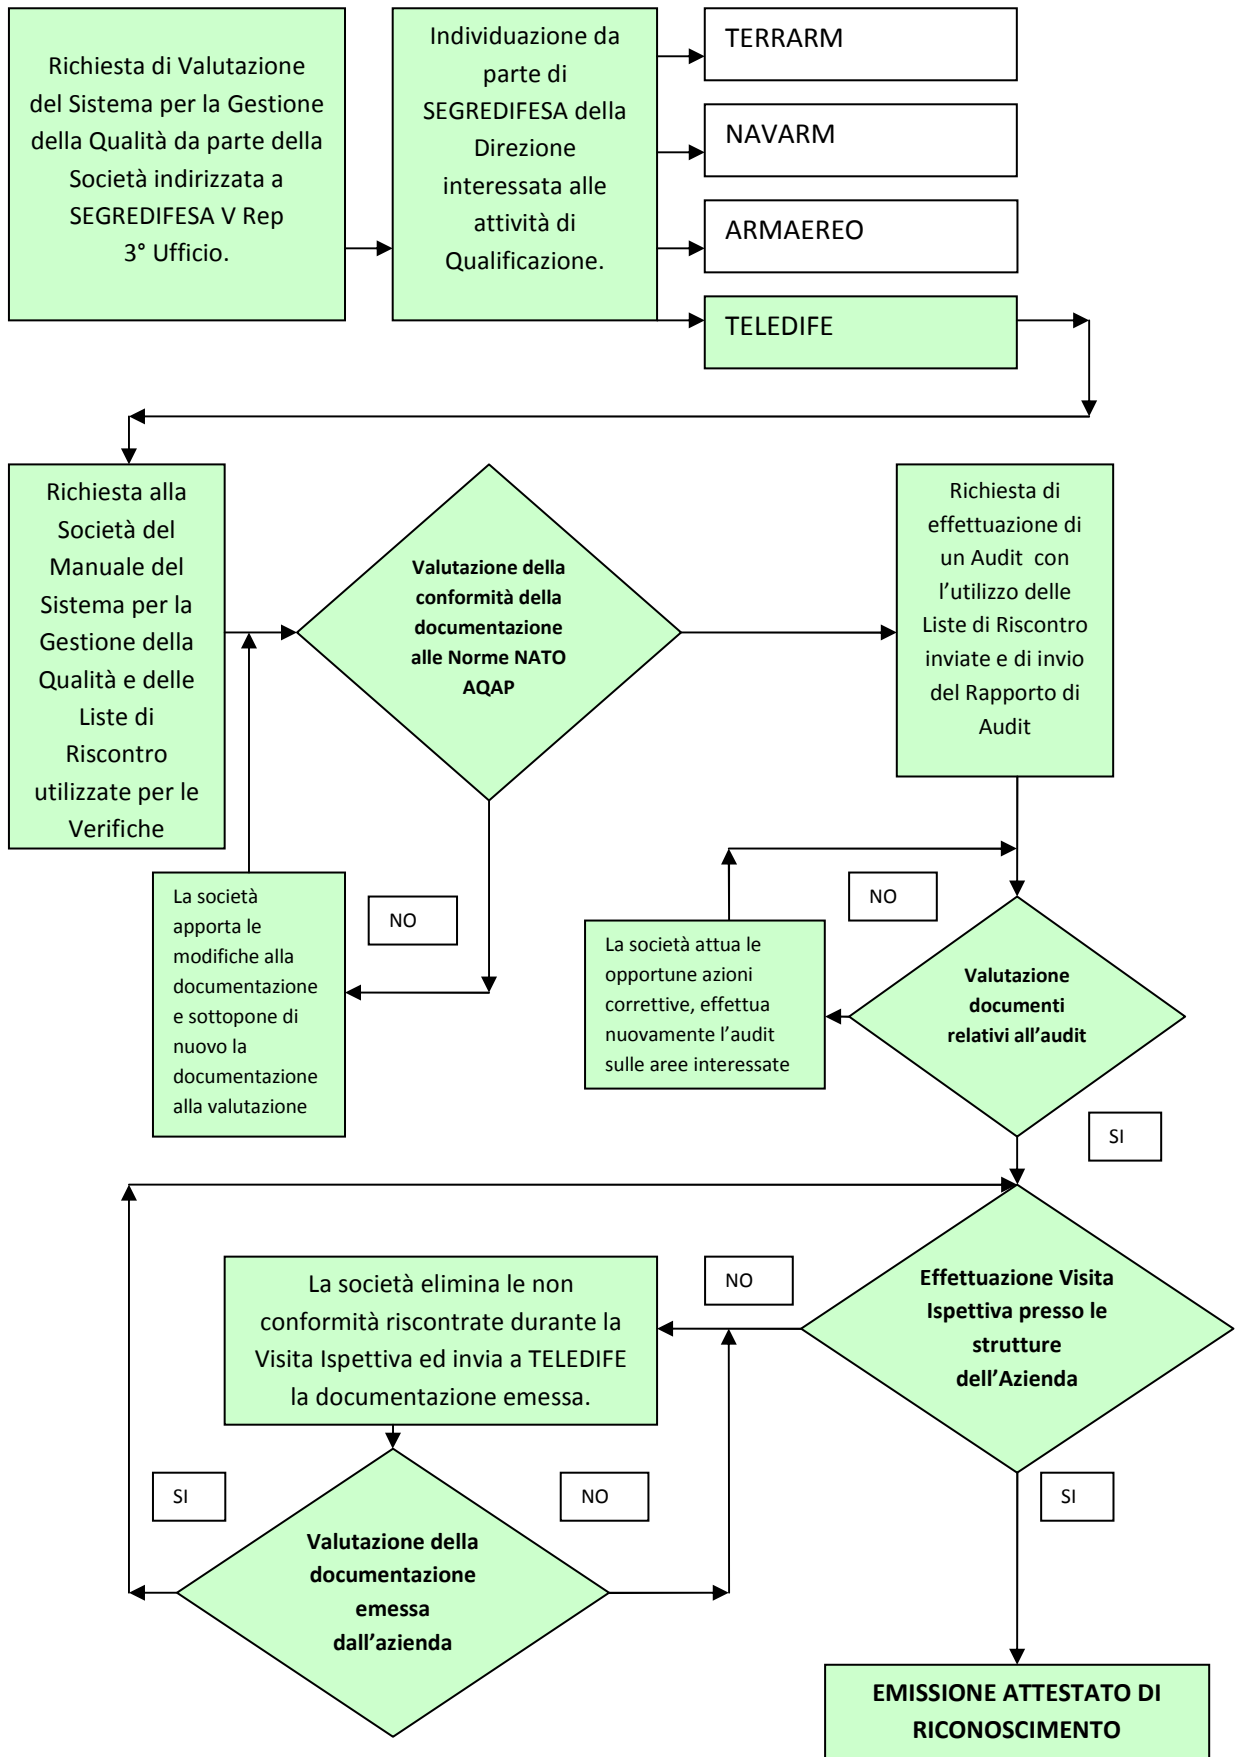 Richiesta di Valutazione
del Sistema per la Gestione
della Qualità da parte della
Società indirizzata a
SEGREDIFESA V Rep
3° Ufficio.
Individuazione da
parte di
SEGREDIFESA della
Direzione
interessata alle
attività di
Qualificazione.
TERRARM
NAVARM
ARMAEREO
TELEDIFE
Richiesta alla
Società del
Manuale del
Sistema per la
Gestione della
Qualità e delle
Liste di
Riscontro
utilizzate per le
Verifiche
Valutazione della
conformità della
documentazione
alle Norme NATO
AQAP
Richiesta di
effettuazione di
un Audit con
l’utilizzo delle
Liste di Riscontro
inviate e di invio
del Rapporto di
Audit
La società
apporta le
modifiche alla
documentazione
e sottopone di
nuovo la
documentazione
alla valutazione
NO
NO
La società attua le
opportune azioni
correttive, effettua
nuovamente l’audit
sulle aree interessate
Valutazione
documenti
relativi all’audit
SI
La società elimina le non
conformità riscontrate durante la
Visita Ispettiva ed invia a TELEDIFE
la documentazione emessa.
NO
Effettuazione Visita
Ispettiva presso le
strutture
dell’Azienda
SI
NO
SI
Valutazione della
documentazione
emessa
dall’azienda
EMISSIONE ATTESTATO DI
RICONOSCIMENTO